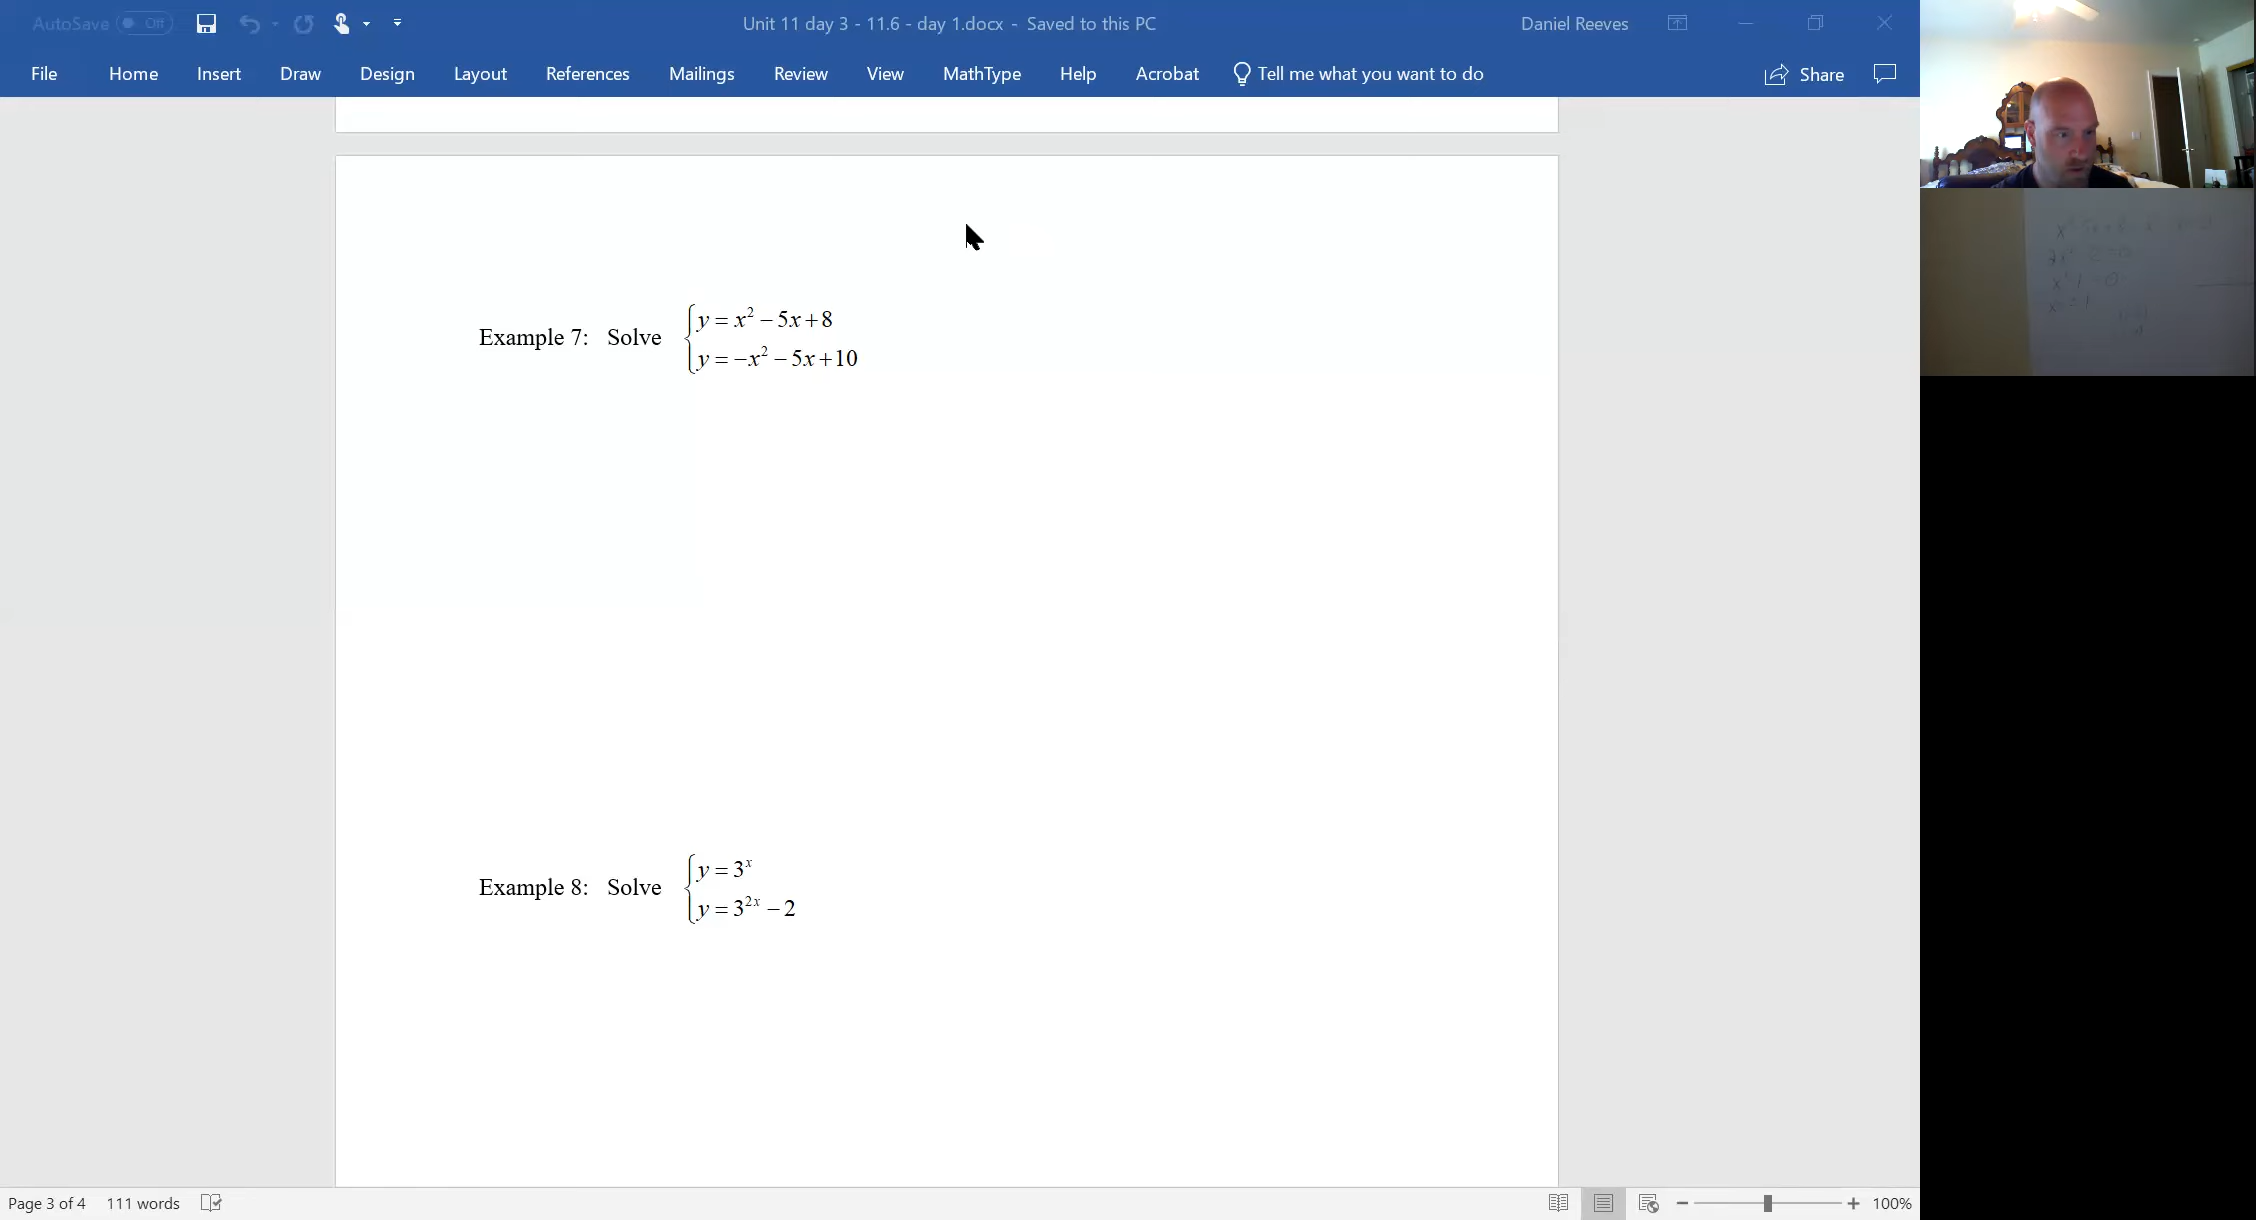 AutoSave Off Unit 11 day 3 - 11.6 - day 1.docx - Saved to this PC Daniel Reeves
File Home Insert Draw Design Layout References Mailings Review View MathType Help Acrobat Tell me what you want to do Share
Example 7: Solve { y = x² − 5x + 8
y = −x² − 5x + 10
Example 8: Solve { y = 3ˣ
y = 3²ˣ − 2
Page 3 of 4 111 words 100%